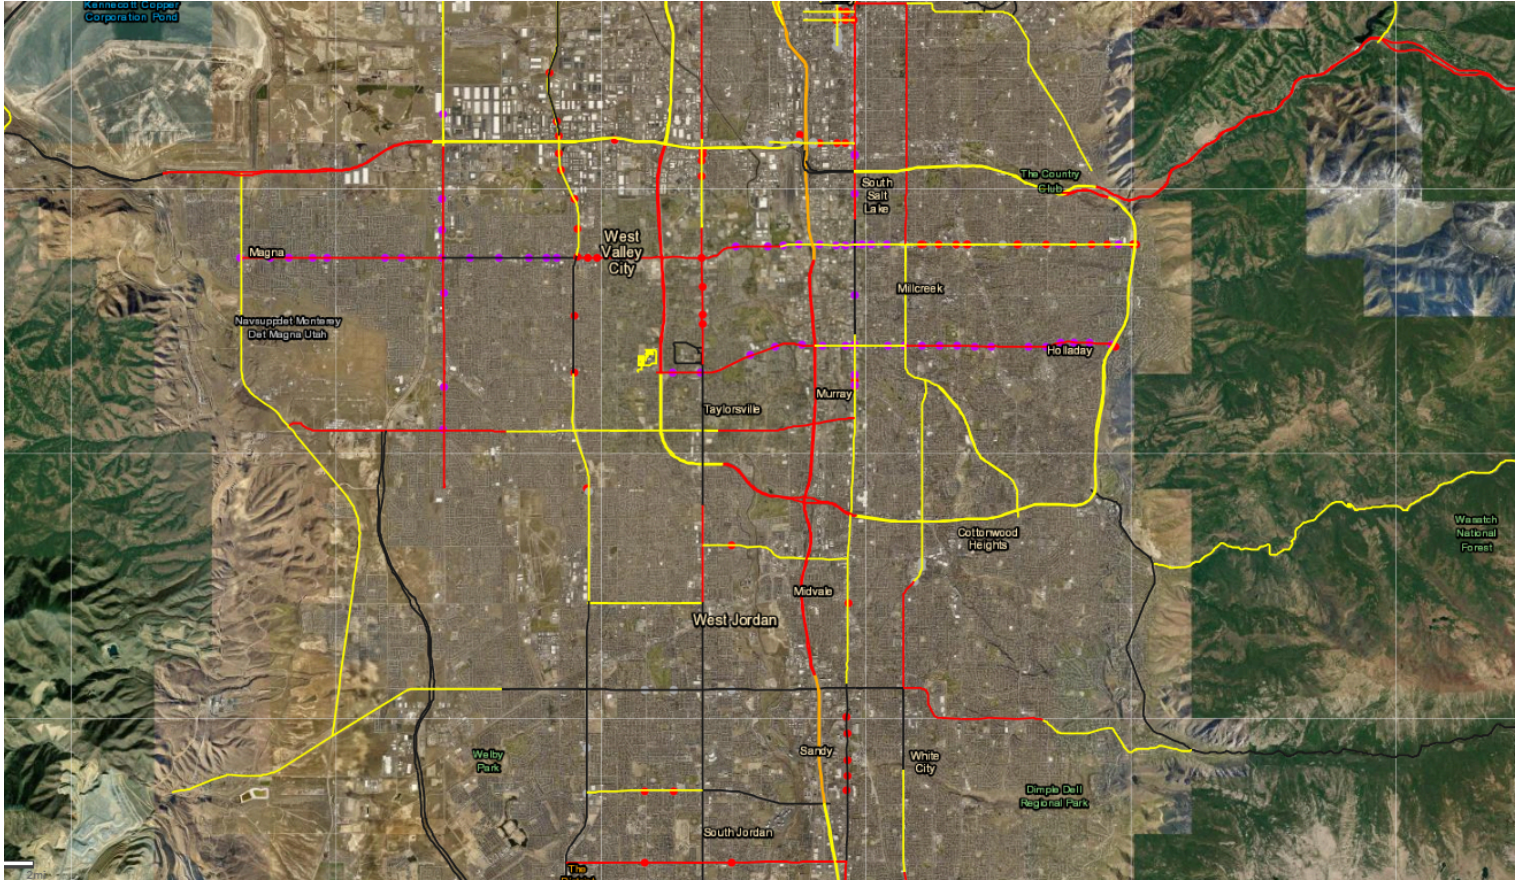 Kennecott Copper
Corporation Pond
The Country
Club
South
Salt
Lake
West
Valley
City
Magna
Millcreek
Navsuppdet Monterey
Det Magna Utah
Holladay
Murray
Taylorsville
Wasatch
National
Forest
Cottonwood
Heights
Midvale
West Jordan
Sandy
White
City
Welby
Park
Dimple Dell
Regional Park
South Jordan
The
2mi